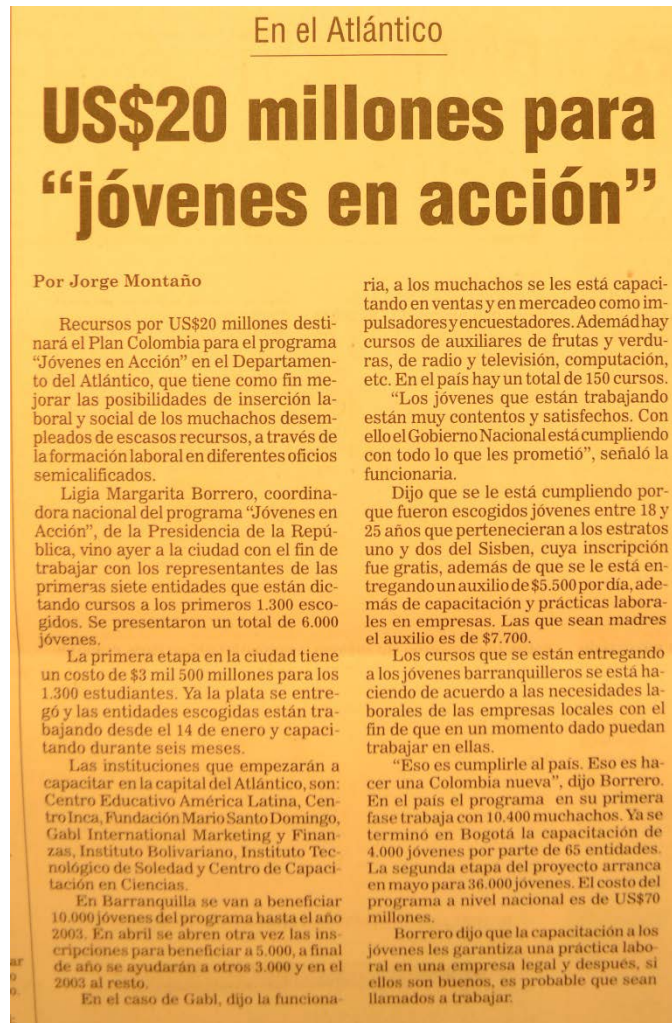 En el Atlántico
US$20 millones para
“jóvenes en acción”
Por Jorge Montaño
Recursos por US$20 millones desti-
nará el Plan Colombia para el programa
“Jóvenes en Acción” en el Departamen-
to del Atlántico, que tiene como fin me-
jorar las posibilidades de inserción la-
boral y social de los muchachos desem-
pleados de escasos recursos, a través de
la formación laboral en diferentes oficios
semicalificados.
Ligia Margarita Borrero, coordina-
dora nacional del programa “Jóvenes en
Acción”, de la Presidencia de la Repú-
blica, vino ayer a la ciudad con el fin de
trabajar con los representantes de las
primeras siete entidades que están dic-
tando cursos a los primeros 1.300 esco-
gidos. Se presentaron un total de 6.000
jóvenes.
La primera etapa en la ciudad tiene
un costo de $3 mil 500 millones para los
1.300 estudiantes. Ya la plata se entre-
gó y las entidades escogidas están tra-
bajando desde el 14 de enero y capaci-
tando durante seis meses.
Las instituciones que empezarán a
capacitar en la capital del Atlántico, son:
Centro Educativo América Latina, Cen-
tro Inca, Fundación Mario Santo Domingo,
Gabl International Marketing y Finan-
zas, Instituto Bolivariano, Instituto Tec-
nológico de Soledad y Centro de Capaci-
tación en Ciencias.
En Barranquilla se van a beneficiar
10.000 jóvenes del programa hasta el año
2003. En abril se abren otra vez las ins-
cripciones para beneficiar a 5.000, a final
de año se ayudarán a otros 3.000 y en el
2003 al resto.
En el caso de Gabl, dijo la funciona-
ria, a los muchachos se les está capaci-
tando en ventas y en mercadeo como im-
pulsadores y encuestadores. Ademád hay
cursos de auxiliares de frutas y verdu-
ras, de radio y televisión, computación,
etc. En el país hay un total de 150 cursos.
“Los jóvenes que están trabajando
están muy contentos y satisfechos. Con
ello el Gobierno Nacional está cumpliendo
con todo lo que les prometió”, señaló la
funcionaria.
Dijo que se le está cumpliendo por-
que fueron escogidos jóvenes entre 18 y
25 años que pertenecieran a los estratos
uno y dos del Sisben, cuya inscripción
fue gratis, además de que se le está en-
tregando un auxilio de $5.500 por día, ade-
más de capacitación y prácticas labora-
les en empresas. Las que sean madres
el auxilio es de $7.700.
Los cursos que se están entregando
a los jóvenes barranquilleros se está ha-
ciendo de acuerdo a las necesidades la-
borales de las empresas locales con el
fin de que en un momento dado puedan
trabajar en ellas.
“Eso es cumplirle al país. Eso es ha-
cer una Colombia nueva”, dijo Borrero.
En el país el programa en su primera
fase trabaja con 10.400 muchachos. Ya se
terminó en Bogotá la capacitación de
4.000 jóvenes por parte de 65 entidades.
La segunda etapa del proyecto arranca
en mayo para 36.000 jóvenes. El costo del
programa a nivel nacional es de US$70
millones.
Borrero dijo que la capacitación a los
jóvenes les garantiza una práctica labo-
ral en una empresa legal y después, si
ellos son buenos, es probable que sean
llamados a trabajar.